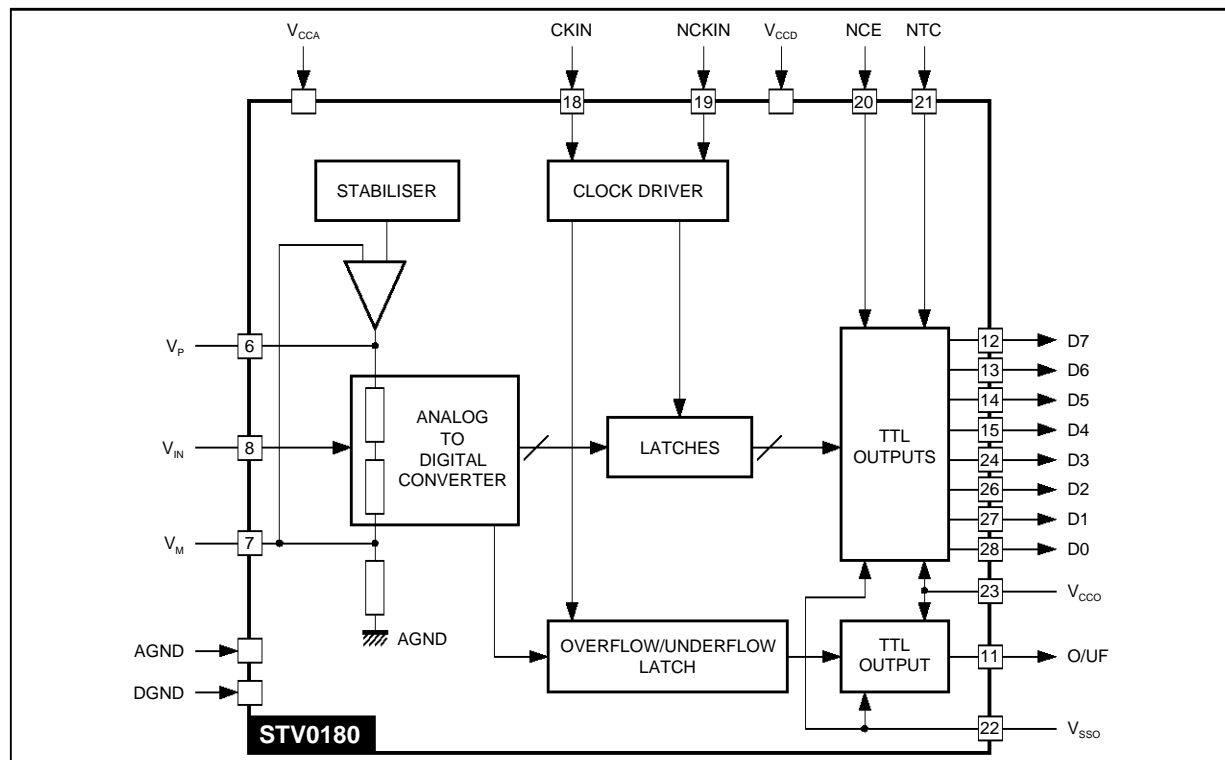 VCCA CKIN NCKIN VCCD NCE NTC
18 19 20 21
STABILISER
CLOCK DRIVER
VP 6
VIN 8
VM 7
ANALOG
TO
DIGITAL
CONVERTER
LATCHES
TTL
OUTPUTS
12 D7
13 D6
14 D5
15 D4
24 D3
26 D2
27 D1
28 D0
23 VCCO
AGND
AGND
DGND
OVERFLOW/UNDERFLOW
LATCH
TTL
OUTPUT
11 O/UF
22 VSSO
STV0180